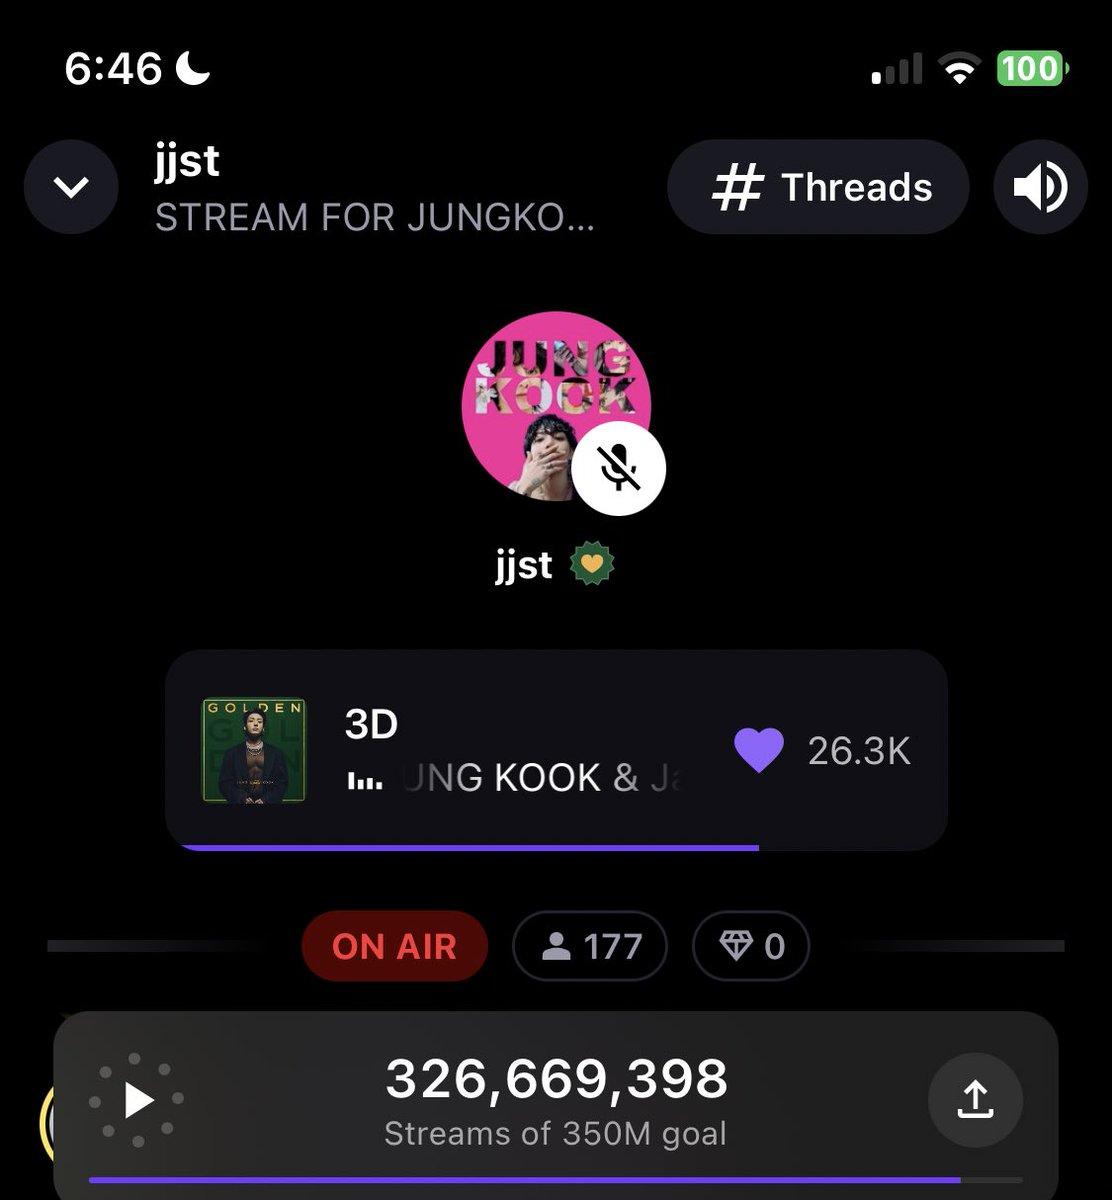 6:46
100
jjst
STREAM FOR JUNGKO...
# Threads
JUNG
KOOK
jjst
GOLDEN
3D
UNG KOOK & Ja
26.3K
ON AIR
177
0
326,669,398
Streams of 350M goal